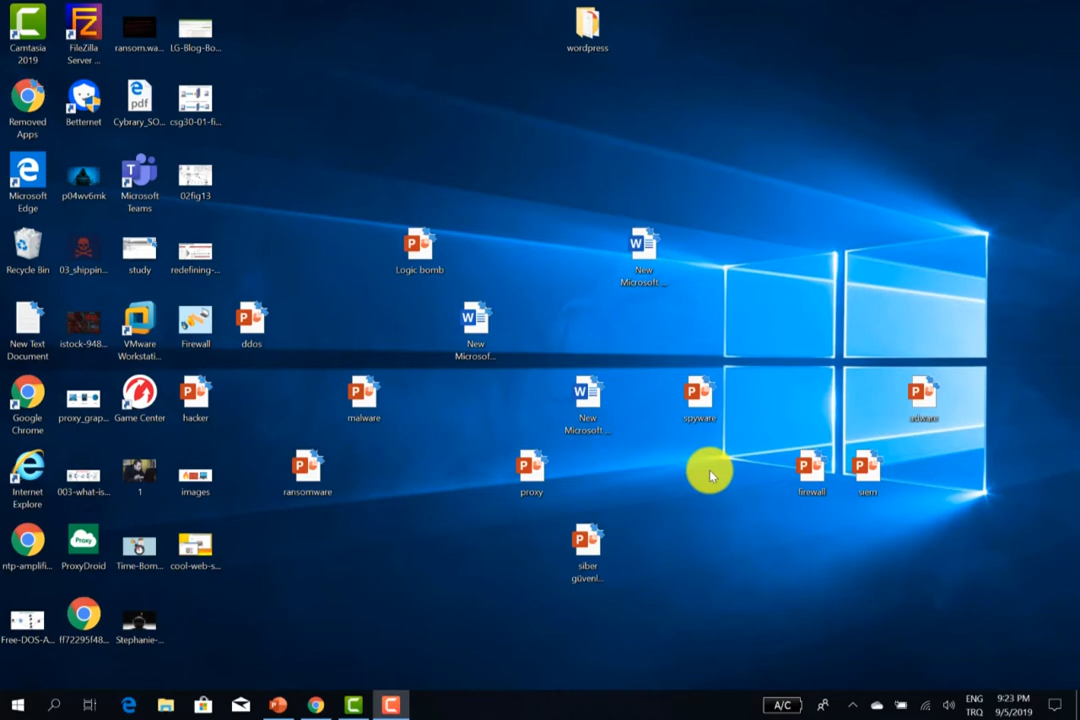 Camtasia
2019
FileZilla
Server ...
ransom.wa...
LG-Blog-Bo...
wordpress
Removed
Apps
Betternet
pdf
Cybrary_SO...
csg30-01-fi...
Microsoft
Edge
p04wv6mk
Microsoft
Teams
02fig13
Recycle Bin
03_shippin...
study
redefining-...
Logic bomb
New
Microsoft ...
New Text
Document
istock-948...
VMware
Workstati...
Firewall
ddos
New
Microsof...
Google
Chrome
proxy_grap...
Game Center
hacker
malware
New
Microsoft ...
spyware
adware
Internet
Explore
003-what-is...
1
images
ransomware
proxy
firewall
siem
ntp-amplifi...
Proxy
ProxyDroid
Time-Bom...
cool-web-s...
siber
güvenl...
Free-DOS-A...
ff72295f48...
Stephanie-...
A/C
ENG
TRQ
9:23 PM
9/5/2019